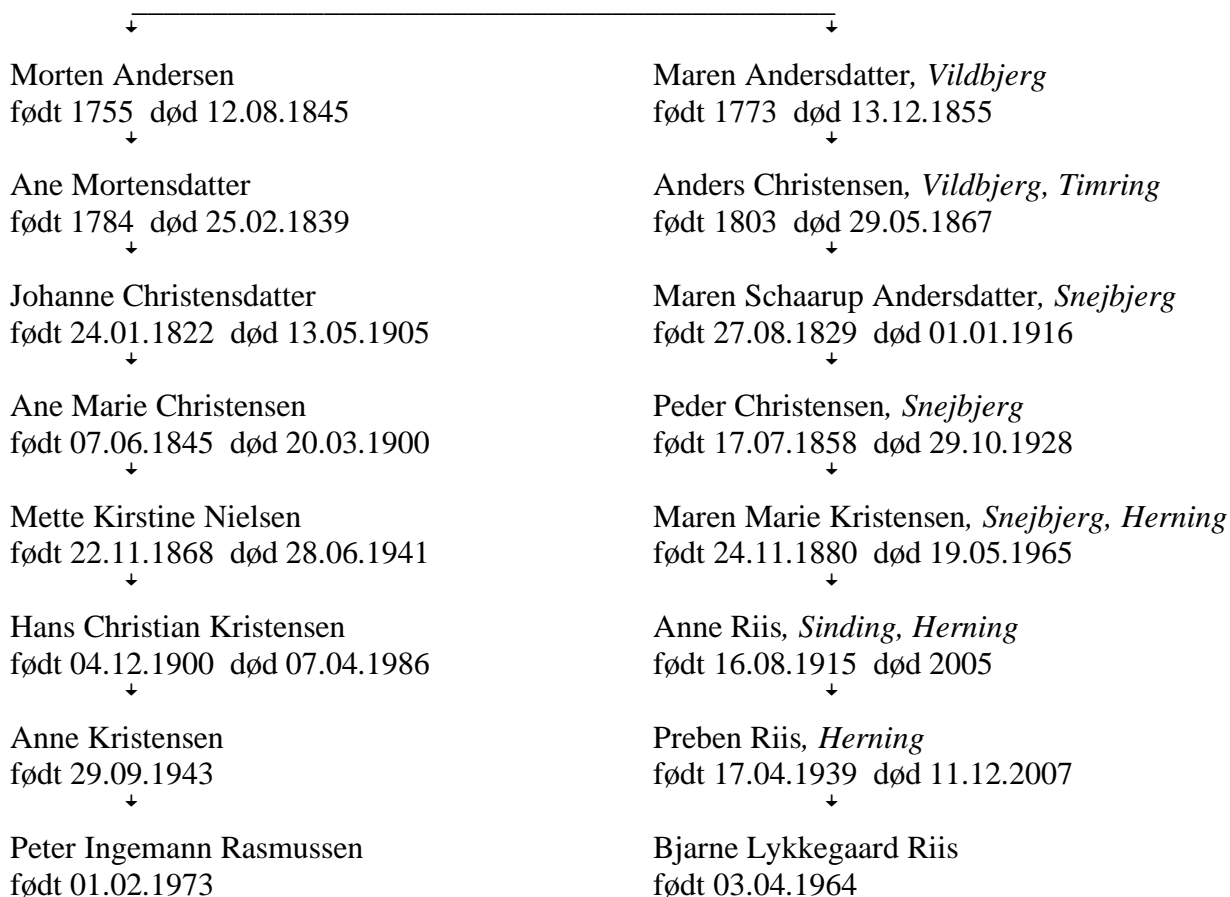 Morten Andersen
født 1755 død 12.08.1845
Ane Mortensdatter
født 1784 død 25.02.1839
Johanne Christensdatter
født 24.01.1822 død 13.05.1905
Ane Marie Christensen
født 07.06.1845 død 20.03.1900
Mette Kirstine Nielsen
født 22.11.1868 død 28.06.1941
Hans Christian Kristensen
født 04.12.1900 død 07.04.1986
Anne Kristensen
født 29.09.1943
Peter Ingemann Rasmussen
født 01.02.1973
Maren Andersdatter, Vildbjerg
født 1773 død 13.12.1855
Anders Christensen, Vildbjerg, Timring
født 1803 død 29.05.1867
Maren Schaarup Andersdatter, Snejbjerg
født 27.08.1829 død 01.01.1916
Peder Christensen, Snejbjerg
født 17.07.1858 død 29.10.1928
Maren Marie Kristensen, Snejbjerg, Herning
født 24.11.1880 død 19.05.1965
Anne Riis, Sinding, Herning
født 16.08.1915 død 2005
Preben Riis, Herning
født 17.04.1939 død 11.12.2007
Bjarne Lykkegaard Riis
født 03.04.1964